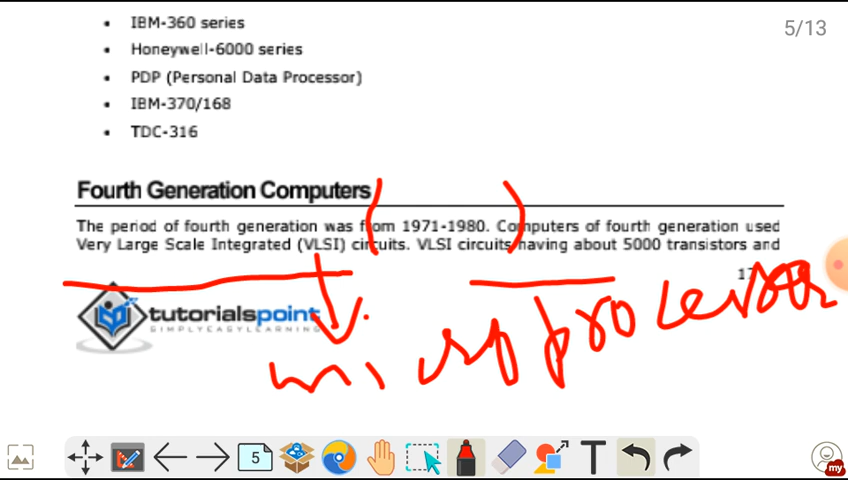 • IBM-360 series
5/13
• Honeywell-6000 series
• PDP (Personal Data Processor)
• IBM-370/168
• TDC-316
Fourth Generation Computers
The period of fourth generation was from 1971-1980. Computers of fourth generation used
Very Large Scale Integrated (VLSI) circuits. VLSI circuits having about 5000 transistors and
tutorialspoint
SIMPLYEASYLEARNING
microprocessor
5
T
my